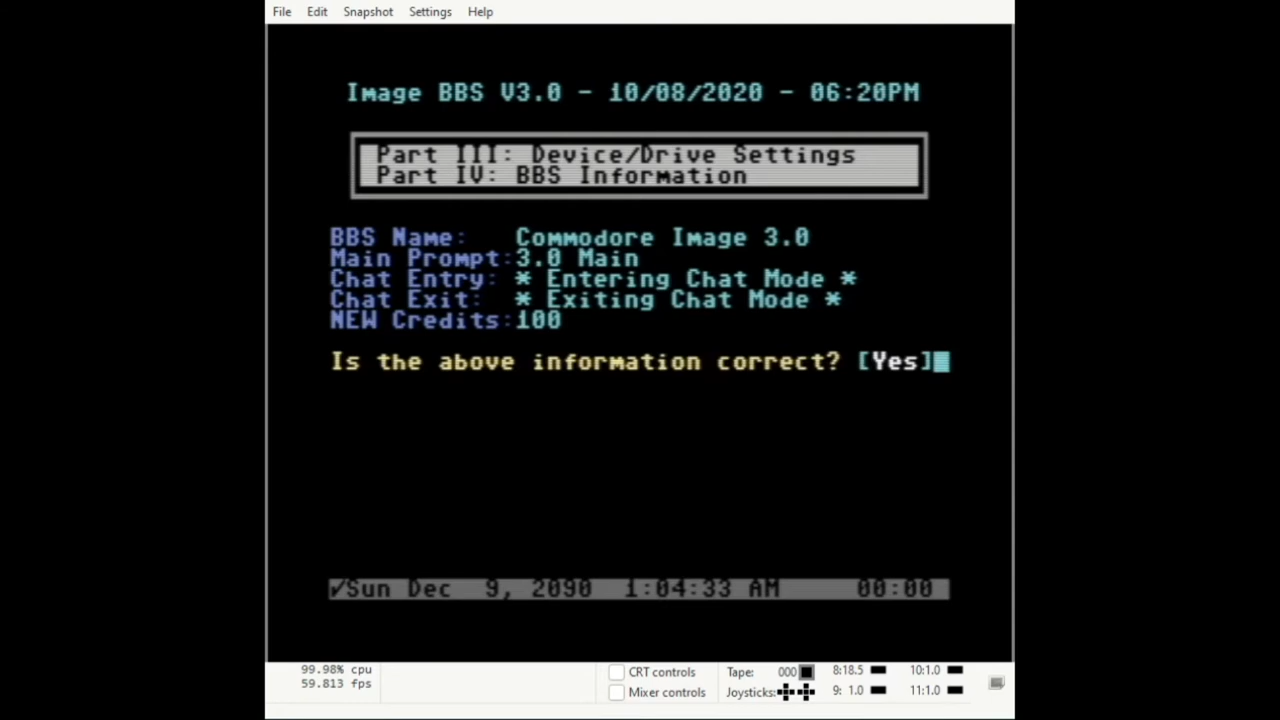 File Edit Snapshot Settings Help
Image BBS V3.0 - 10/08/2020 - 06:20PM
Part III: Device/Drive Settings
Part IV: BBS Information
BBS Name: Commodore Image 3.0
Main Prompt:3.0 Main
Chat Entry: * Entering Chat Mode *
Chat Exit: * Exiting Chat Mode *
NEW Credits:100
Is the above information correct? [Yes]
✓Sun Dec 9, 2090 1:04:33 AM 00:00
99.98% cpu CRT controls Tape: 000 8:18.5 10:1.0
59.813 fps Mixer controls Joysticks: 9: 1.0 11:1.0